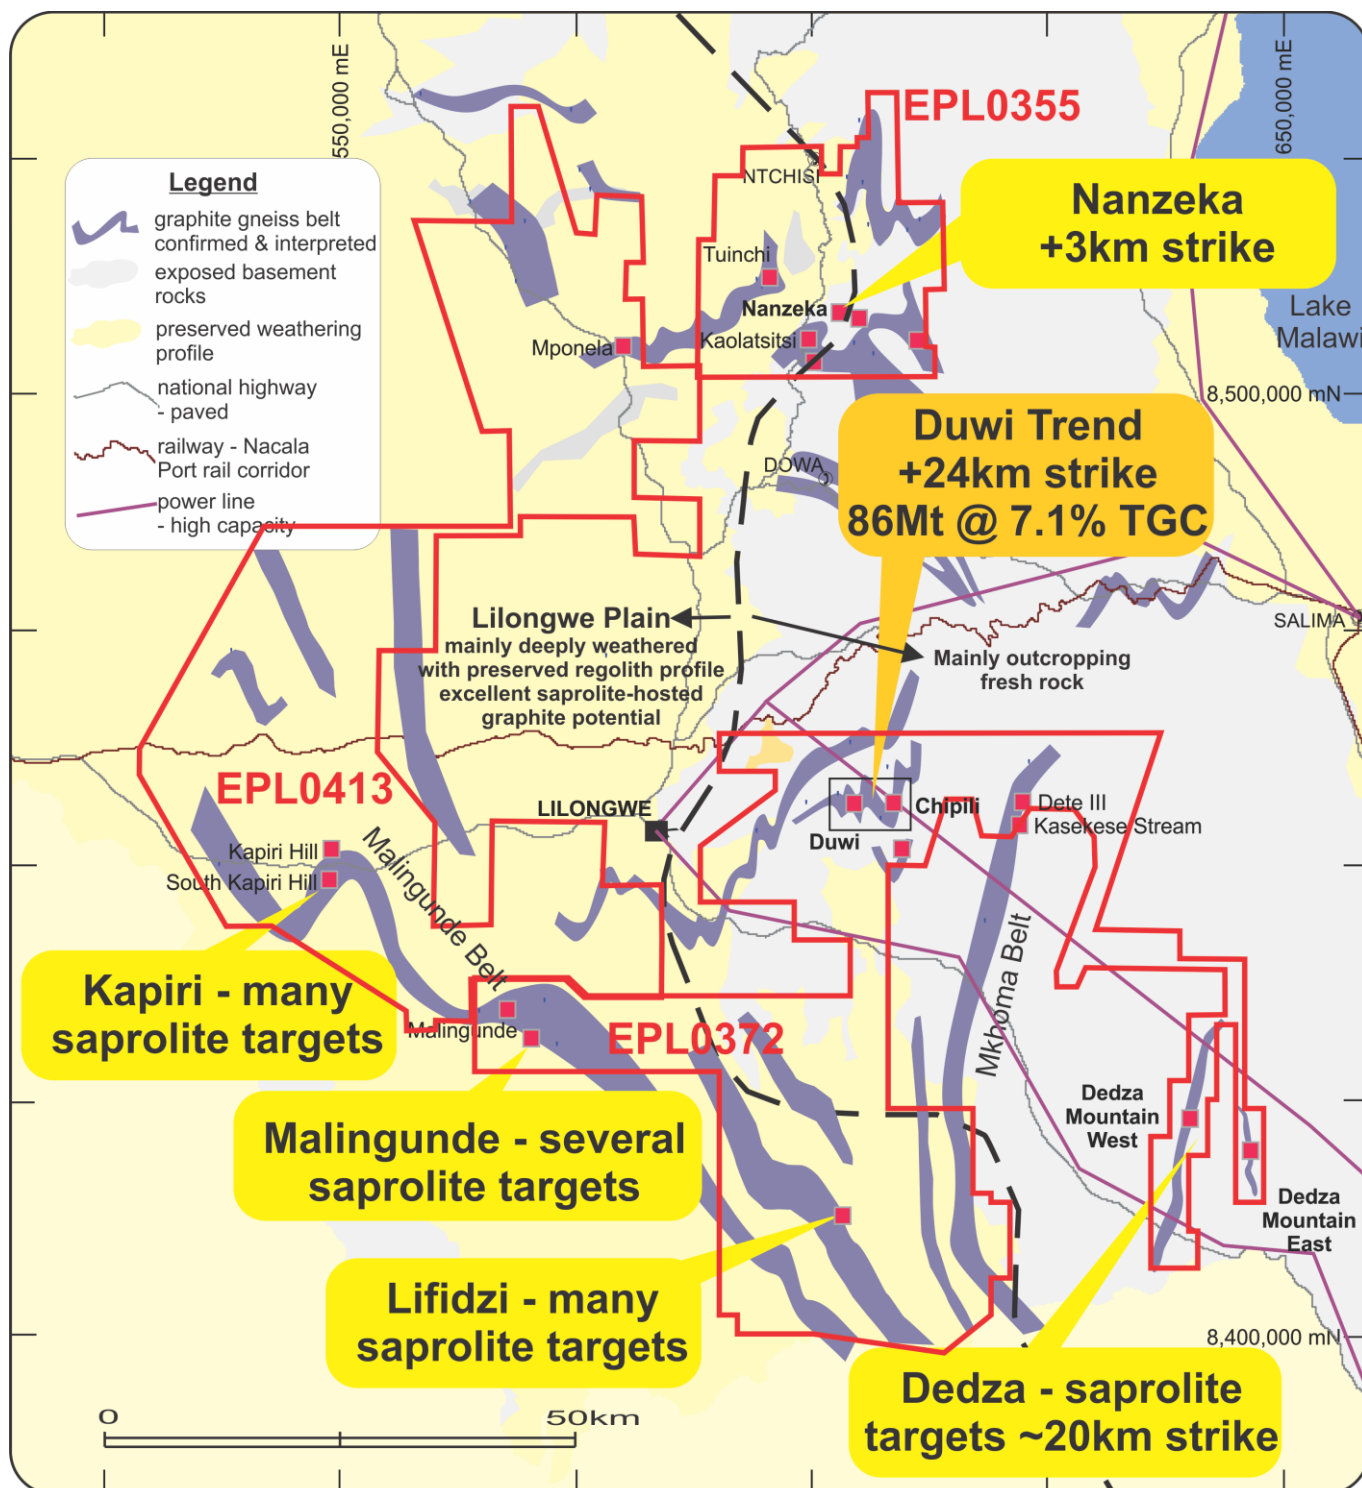 550,000 mE
650,000 mE
EPL0355
Legend
graphite gneiss belt
confirmed & interpreted
exposed basement
rocks
preserved weathering
profile
national highway
- paved
railway - Nacala
Port rail corridor
power line
- high capacity
NTCHISI
Nanzeka
+3km strike
Tuinchi
Nanzeka
Kaolatsitsi
Mponela
Lake
Malawi
8,500,000 mN
Duwi Trend
+24km strike
86Mt @ 7.1% TGC
DOWA
Lilongwe Plain
mainly deeply weathered
with preserved regolith profile
excellent saprolite-hosted
graphite potential
Mainly outcropping
fresh rock
SALIMA
EPL0413
LILONGWE
Chipili
Duwi
Dete III
Kasekese Stream
Kapiri Hill
South Kapiri Hill
Malingunde Belt
Mkhoma Belt
Kapiri - many
saprolite targets
Malingunde
EPL0372
Malingunde - several
saprolite targets
Dedza
Mountain
West
Dedza
Mountain
East
Lifidzi - many
saprolite targets
8,400,000 mN
Dedza - saprolite
targets ~20km strike
0
50km